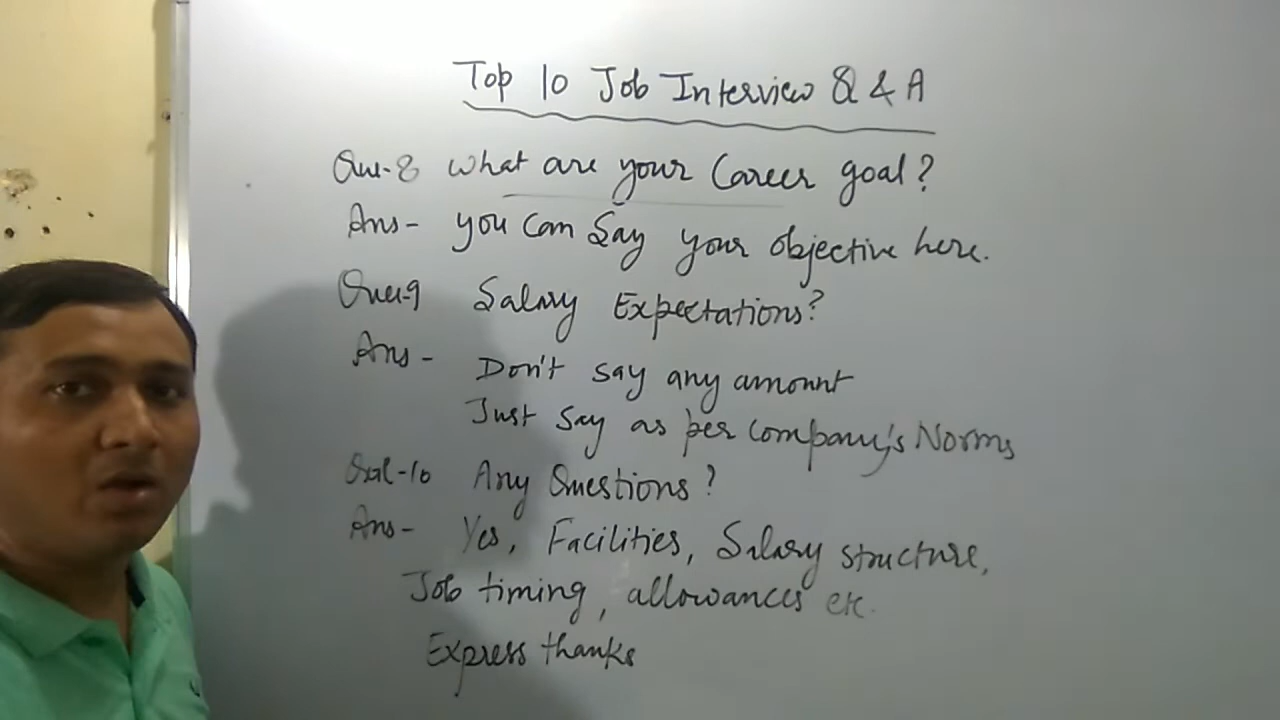 Top 10 Job Interview Q & A
Que-8 What are your Career goal?
Ans- you can Say your objective here.
Que-9 Salary Expectations?
Ans- Don't say any amount
Just say as per company's Norms
Que-10 Any Questions?
Ans- Yes, Facilities, Salary structure,
Job timing, allowances etc.
Express thanks